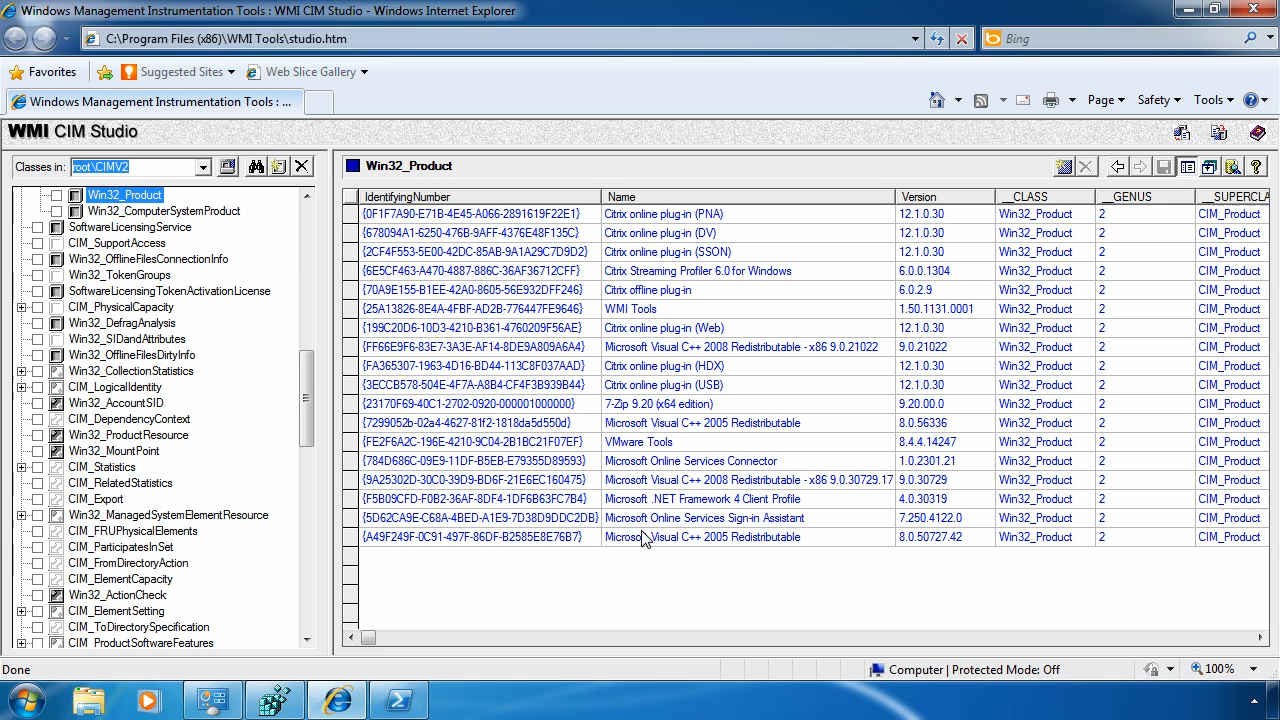 Windows Management Instrumentation Tools : WMI CIM Studio - Windows Internet Explorer
C:\Program Files (x86)\WMI Tools\studio.htm
Bing
Favorites Suggested Sites Web Slice Gallery
Windows Management Instrumentation Tools : ...
Page Safety Tools
WMI CIM Studio
Classes in: root\CIMV2
Win32_Product
Win32_ComputerSystemProduct
SoftwareLicensingService
CIM_SupportAccess
Win32_OfflineFilesConnectionInfo
Win32_TokenGroups
SoftwareLicensingTokenActivationLicense
CIM_PhysicalCapacity
Win32_DefragAnalysis
Win32_SIDandAttributes
Win32_OfflineFilesDirtyInfo
Win32_CollectionStatistics
CIM_LogicalIdentity
Win32_AccountSID
CIM_DependencyContext
Win32_ProductResource
Win32_MountPoint
CIM_Statistics
CIM_RelatedStatistics
CIM_Export
Win32_ManagedSystemElementResource
CIM_FRUPhysicalElements
CIM_ParticipatesInSet
CIM_FromDirectoryAction
CIM_ElementCapacity
Win32_ActionCheck
CIM_ElementSetting
CIM_ToDirectorySpecification
CIM_ProductSoftwareFeatures
Win32_Product
IdentifyingNumber Name Version __CLASS __GENUS __SUPERCLA
{0F1F7A90-E71B-4E45-A066-2891619F22E1} Citrix online plug-in (PNA) 12.1.0.30 Win32_Product 2 CIM_Product
{678094A1-6250-476B-9AFF-4376E48F135C} Citrix online plug-in (DV) 12.1.0.30 Win32_Product 2 CIM_Product
{2CF4F553-5E00-42DC-85AB-9A1A29C7D9D2} Citrix online plug-in (SSON) 12.1.0.30 Win32_Product 2 CIM_Product
{6E5CF463-A470-4887-886C-36AF36712CFF} Citrix Streaming Profiler 6.0 for Windows 6.0.0.1304 Win32_Product 2 CIM_Product
{70A9E155-B1EE-42A0-8605-56E932DFF246} Citrix offline plug-in 6.0.2.9 Win32_Product 2 CIM_Product
{25A13826-8E4A-4FBF-AD2B-776447FE9646} WMI Tools 1.50.1131.0001 Win32_Product 2 CIM_Product
{199C20D6-10D3-4210-B361-4760209F56AE} Citrix online plug-in (Web) 12.1.0.30 Win32_Product 2 CIM_Product
{FF66E9F6-83E7-3A3E-AF14-8DE9A809A6A4} Microsoft Visual C++ 2008 Redistributable - x86 9.0.21022 9.0.21022 Win32_Product 2 CIM_Product
{FA365307-1963-4D16-BD44-113C8F037AAD} Citrix online plug-in (HDX) 12.1.0.30 Win32_Product 2 CIM_Product
{3ECCB578-504E-4F7A-A8B4-CF4F3B939B44} Citrix online plug-in (USB) 12.1.0.30 Win32_Product 2 CIM_Product
{23170F69-40C1-2702-0920-000001000000} 7-Zip 9.20 (x64 edition) 9.20.00.0 Win32_Product 2 CIM_Product
{7299052b-02a4-4627-81f2-1818da5d550d} Microsoft Visual C++ 2005 Redistributable 8.0.56336 Win32_Product 2 CIM_Product
{FE2F6A2C-196E-4210-9C04-2B1BC21F07EF} VMware Tools 8.4.4.14247 Win32_Product 2 CIM_Product
{784D686C-09E9-11DF-B5EB-E79355D89593} Microsoft Online Services Connector 1.0.2301.21 Win32_Product 2 CIM_Product
{9A25302D-30C0-39D9-BD6F-21E6EC160475} Microsoft Visual C++ 2008 Redistributable - x86 9.0.30729.17 9.0.30729 Win32_Product 2 CIM_Product
{F5B09CFD-F0B2-36AF-8DF4-1DF6B63FC7B4} Microsoft .NET Framework 4 Client Profile 4.0.30319 Win32_Product 2 CIM_Product
{5D62CA9E-C68A-4BED-A1E9-7D38D9DDC2DB} Microsoft Online Services Sign-in Assistant 7.250.4122.0 Win32_Product 2 CIM_Product
{A49F249F-0C91-497F-86DF-B2585E8E76B7} Microsoft Visual C++ 2005 Redistributable 8.0.50727.42 Win32_Product 2 CIM_Product
Done Computer | Protected Mode: Off 100%